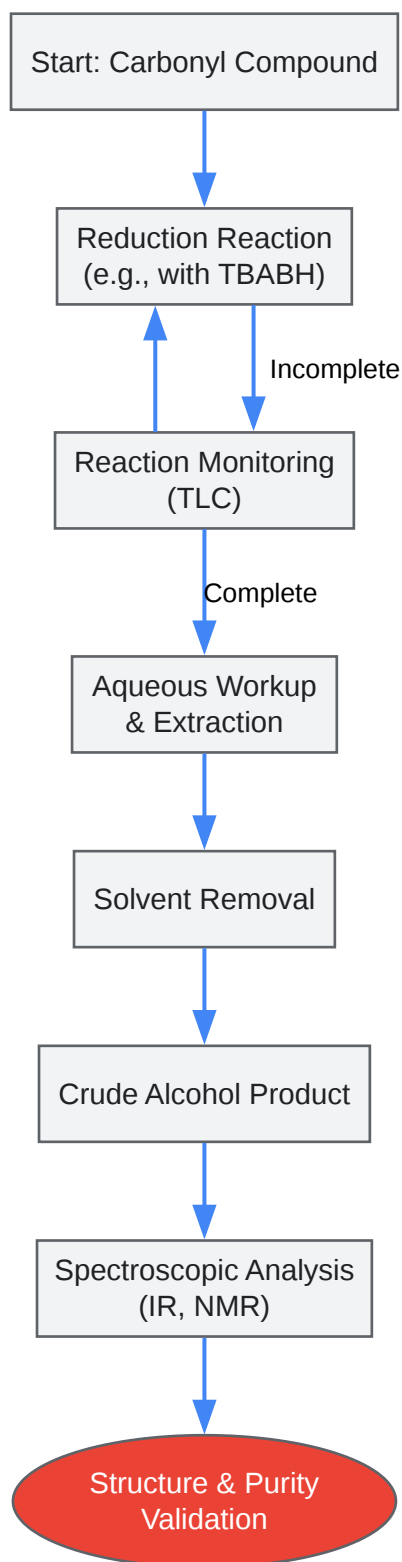 Start: Carbonyl Compound
Reduction Reaction
(e.g., with TBABH)
Incomplete
Reaction Monitoring
(TLC)
Complete
Aqueous Workup
& Extraction
Solvent Removal
Crude Alcohol Product
Spectroscopic Analysis
(IR, NMR)
Structure & Purity
Validation